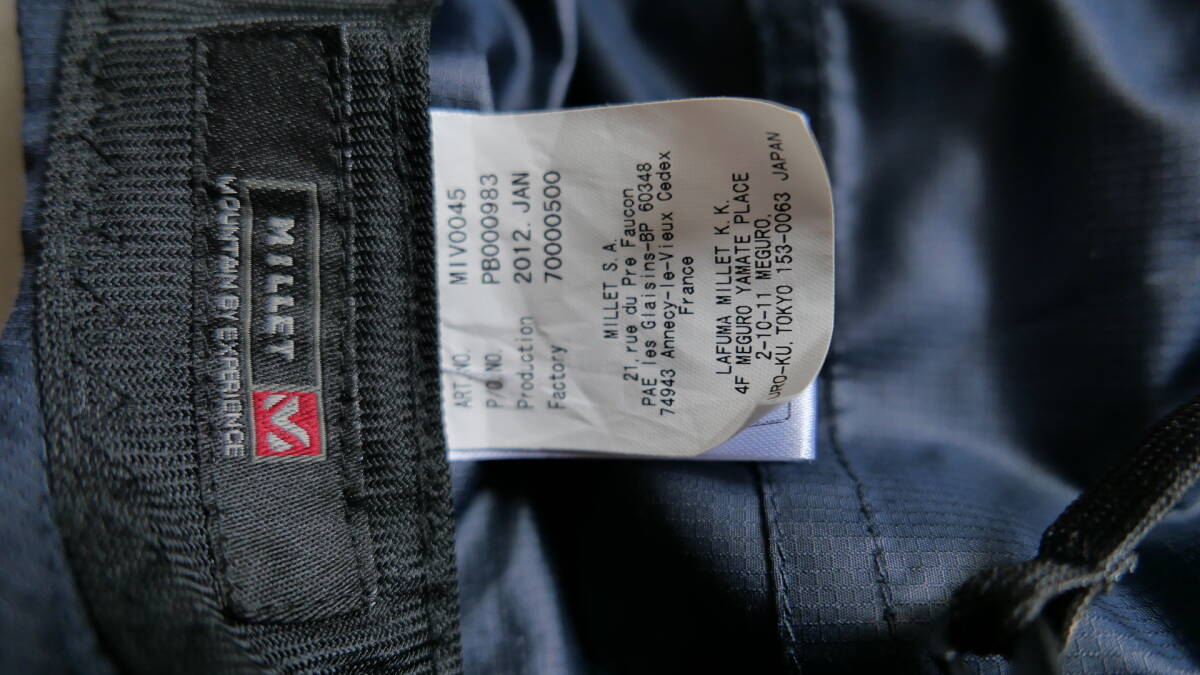 MILLET
MOUNTAIN BY EXPERIENCE
ART.NO. MIV0045
P/O.NO. PB000983
Production 2012. JAN
Factory 70000500
MILLET S.A.
21, rue du Pre Faucon
PAE les Glaisins-BP 60348
74943 Annecy-le-Vieux Cedex
France
LAFUMA MILLET K.K.
4F MEGURO YAMATE PLACE
2-10-11 MEGURO,
URO-KU, TOKYO 153-0063 JAPAN